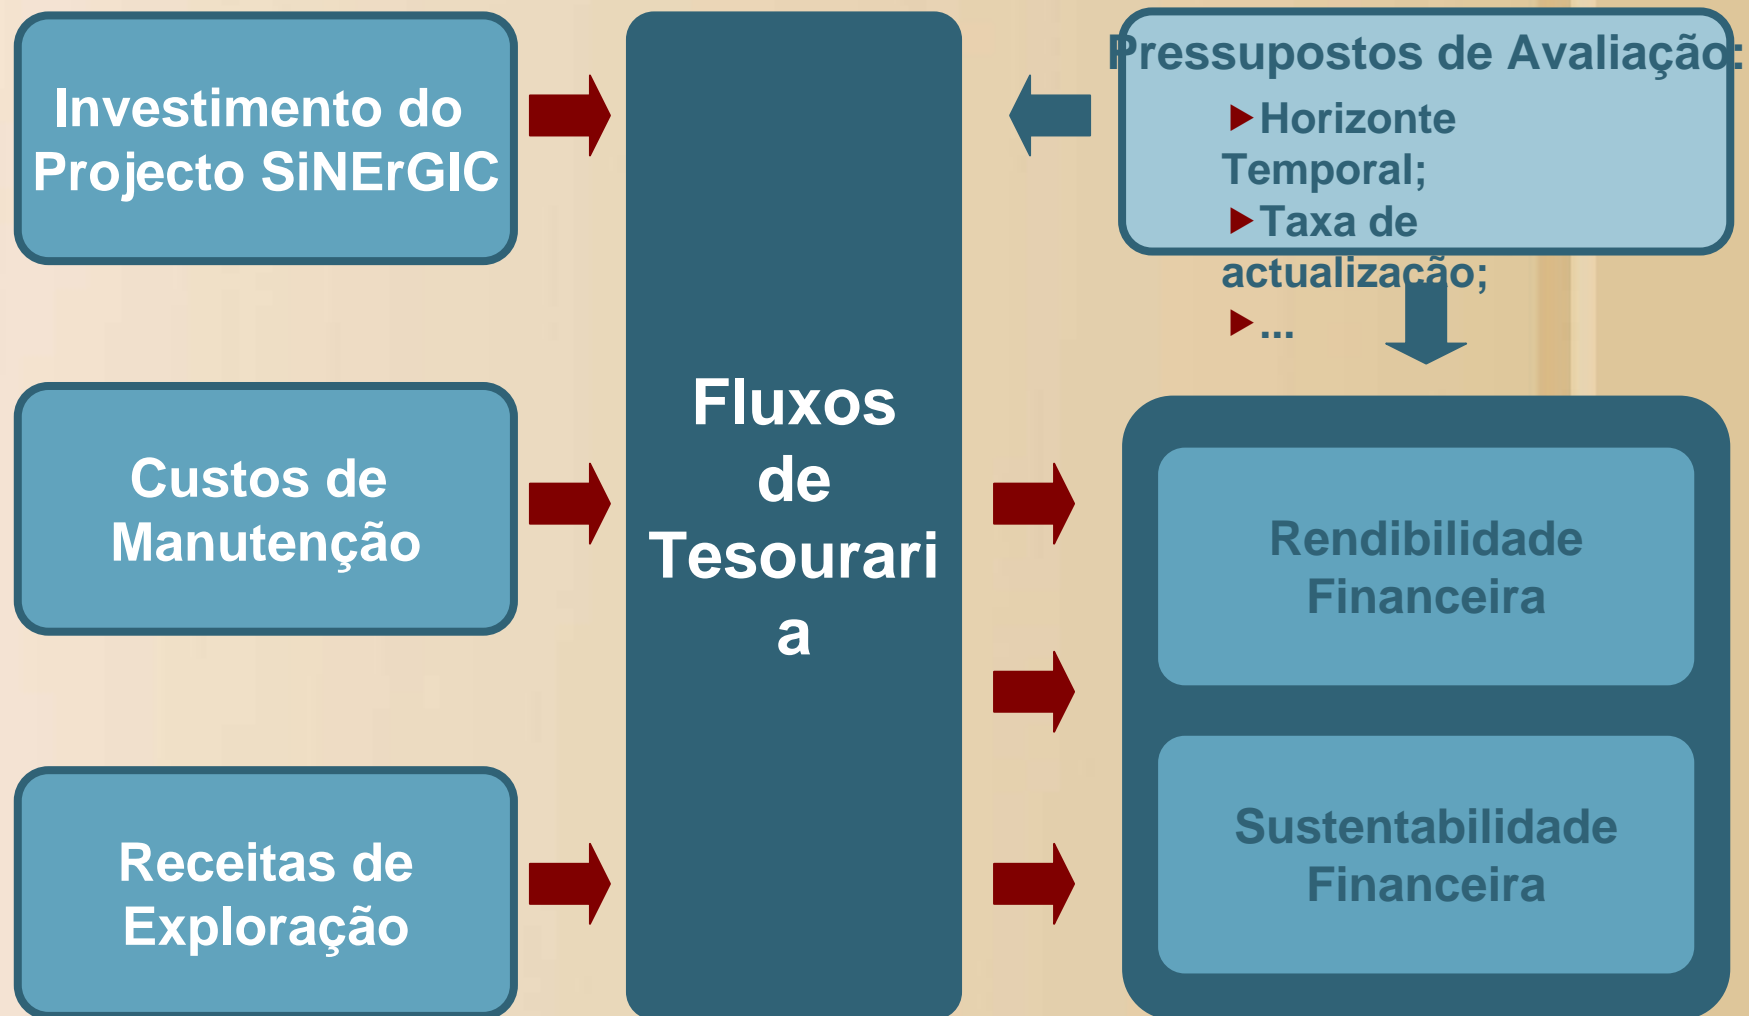 Investimento do
Projecto SiNErGIC
Custos de
Manutenção
Receitas de
Exploração
Fluxos
de
Tesourari
a
Pressupostos de Avaliação:
Horizonte
Temporal;
Taxa de
actualização;
...
Rendibilidade
Financeira
Sustentabilidade
Financeira